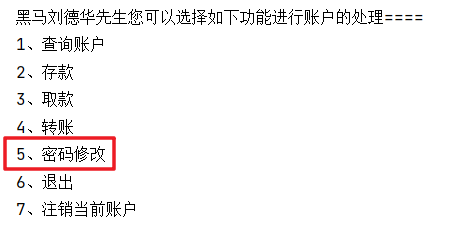 黑马刘德华先生您可以选择如下功能进行账户的处理====
1、查询账户
2、存款
3、取款
4、转账
5、密码修改
6、退出
7、注销当前账户